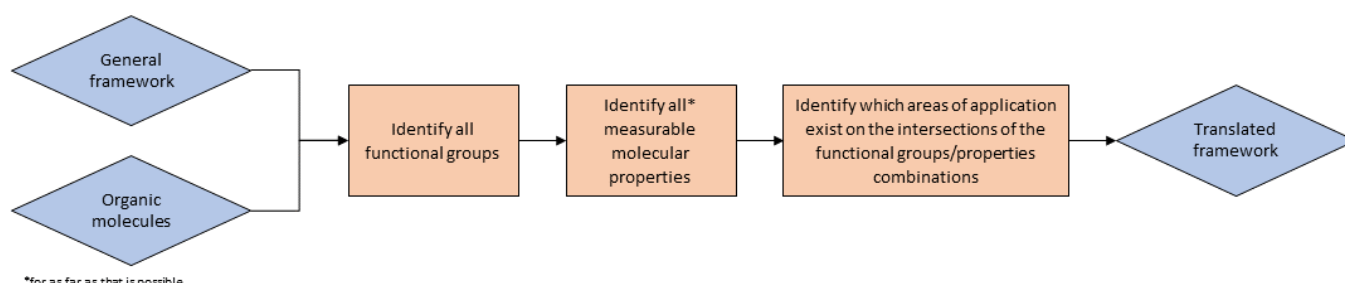 General
framework
Organic
molecules
Identify all
functional groups
Identify all*
measurable
molecular
properties
Identify which areas of application
exist on the intersections of the
functional groups/properties
combinations
Translated
framework
*for as far as that is possible